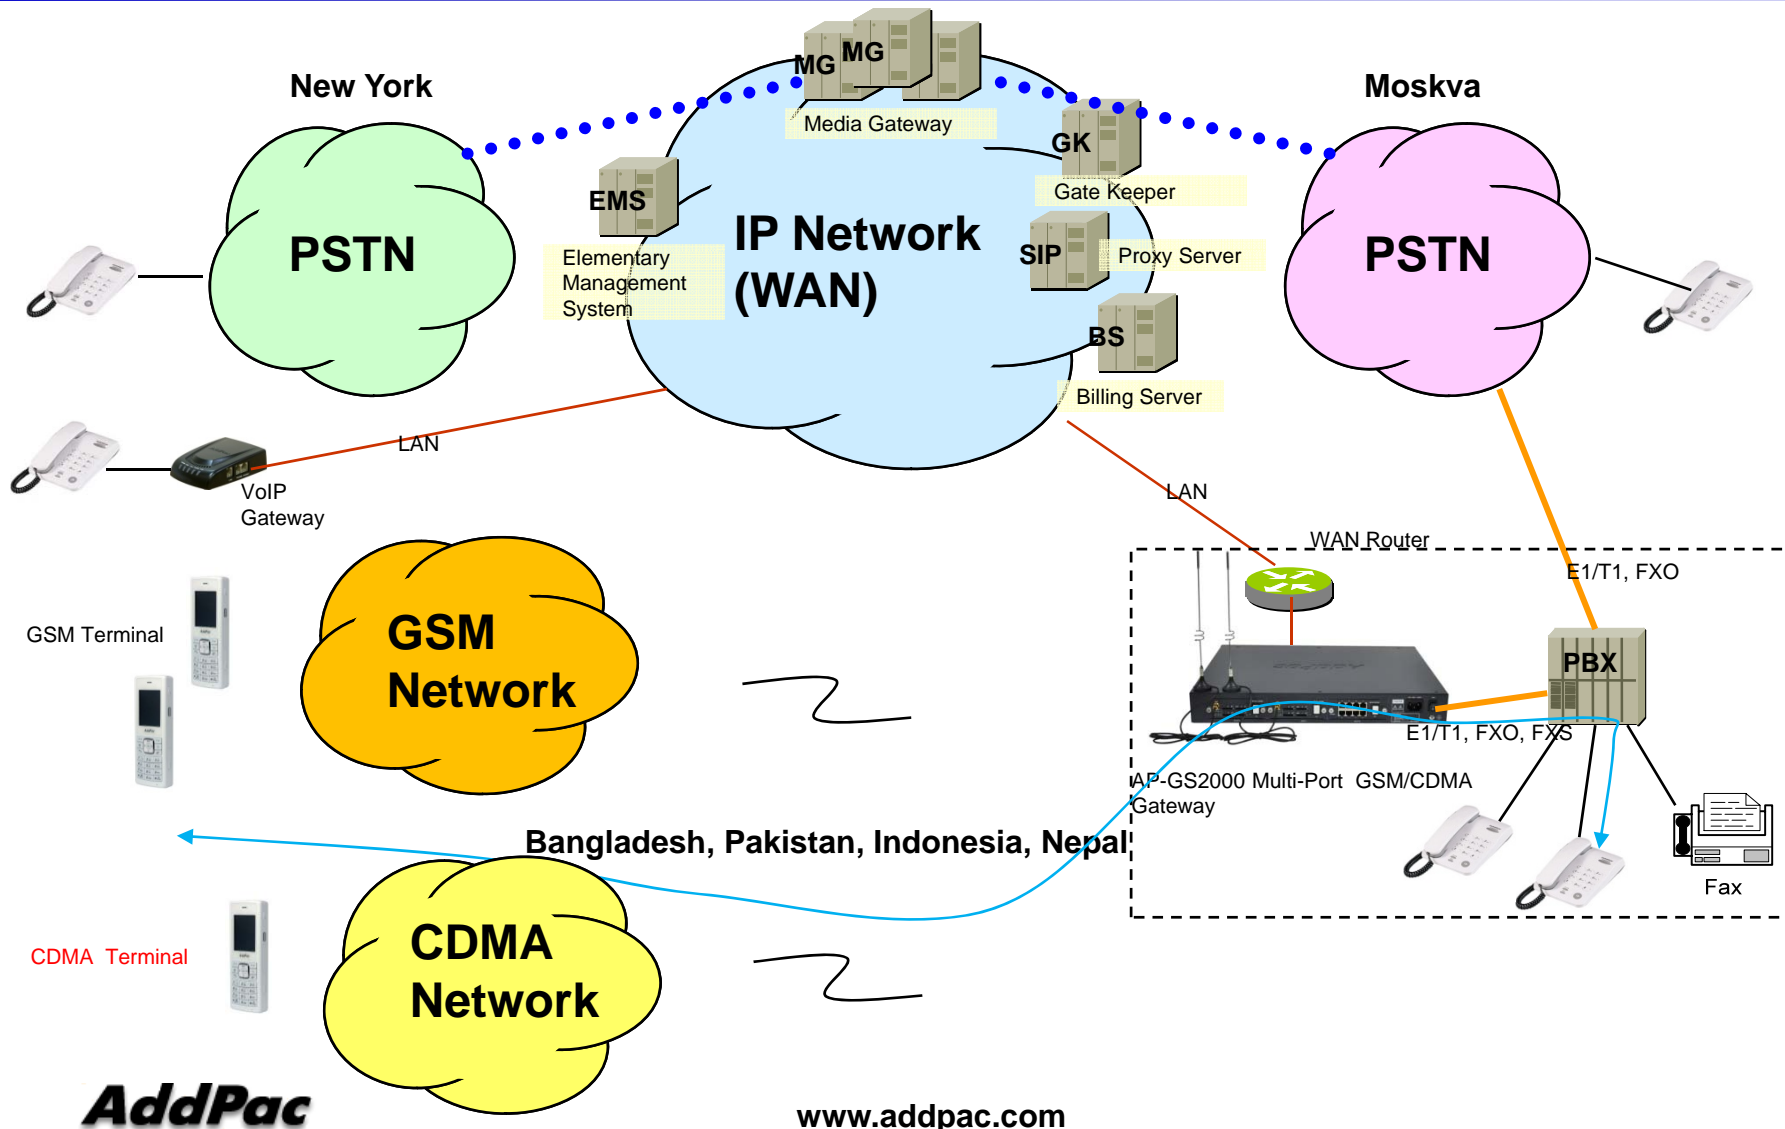 MG
MG
New York
Moskva
Media Gateway
GK
EMS
Gate Keeper
PSTN
IP Network
(WAN)
SIP
Proxy Server
PSTN
Elementary
Management
System
BS
Billing Server
LAN
VoIP
Gateway
LAN
WAN Router
E1/T1, FXO
GSM
Network
GSM Terminal
PBX
AddPac
E1/T1, FXO, FXS
AP-GS2000 Multi-Port  GSM/CDMA
Gateway
Bangladesh, Pakistan, Indonesia, Nepal
Fax
CDMA
Network
CDMA  Terminal
AddPac
www.addpac.com